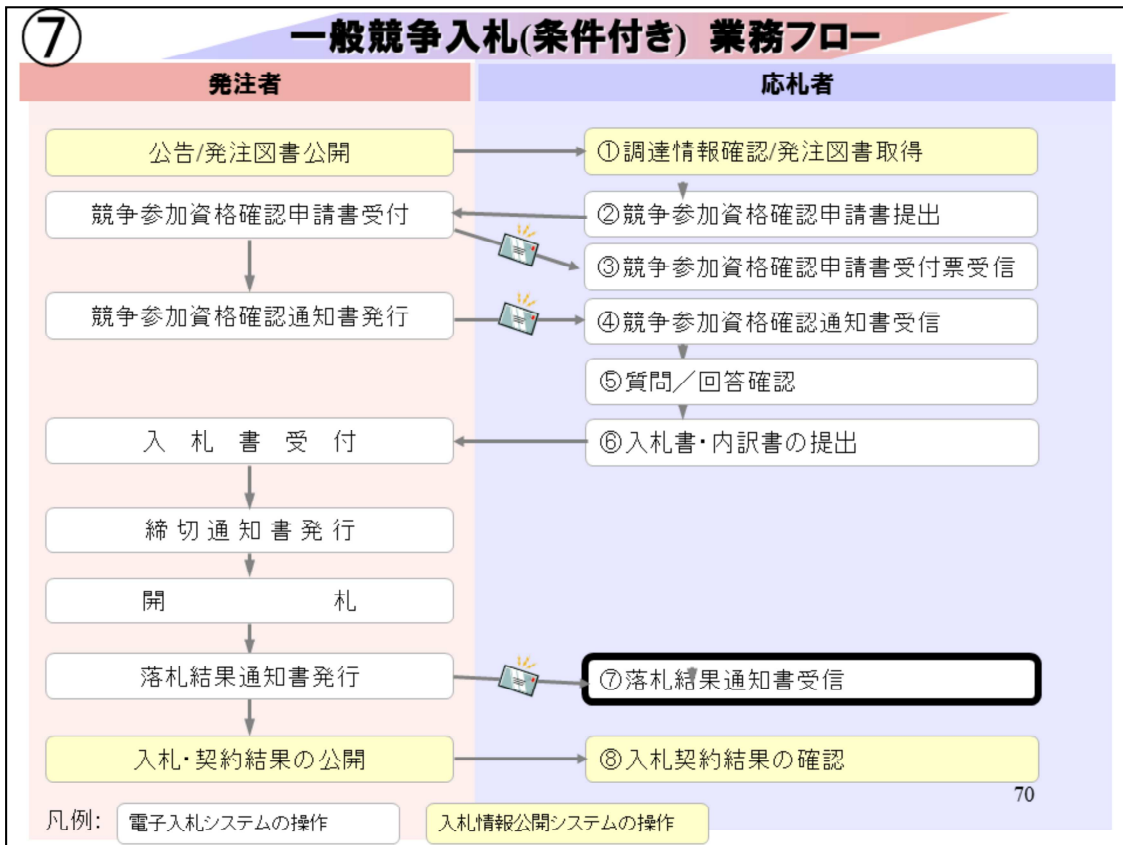 ⑦
一般競争入札(条件付き) 業務フロー
発注者
応札者
公告/発注図書公開
①調達情報確認/発注図書取得
競争参加資格確認申請書受付
②競争参加資格確認申請書提出
③競争参加資格確認申請書受付票受信
競争参加資格確認通知書発行
④競争参加資格確認通知書受信
⑤質問／回答確認
入 札 書 受 付
⑥入札書・内訳書の提出
締切通知書発行
開 札
落札結果通知書発行
⑦落札結果通知書受信
入札・契約結果の公開
⑧入札契約結果の確認
70
凡例:
電子入札システムの操作
入札情報公開システムの操作